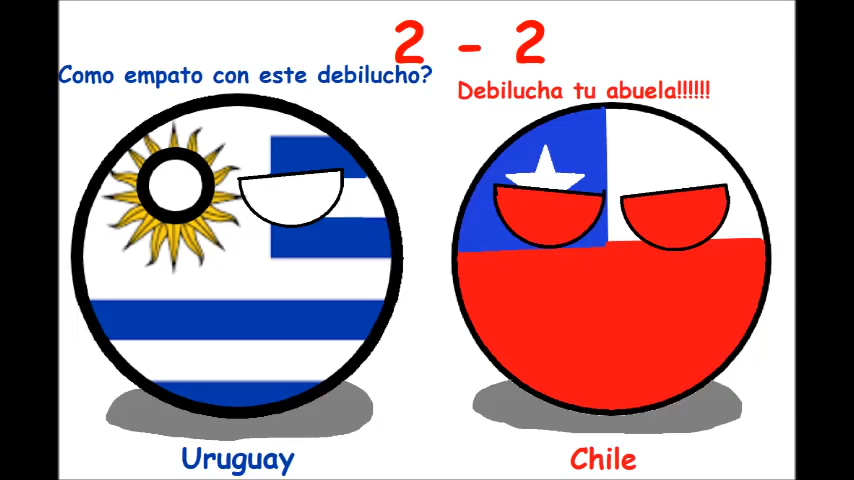 2 - 2
Como empato con este debilucho?
Debilucha tu abuela!!!!!!
Uruguay
Chile